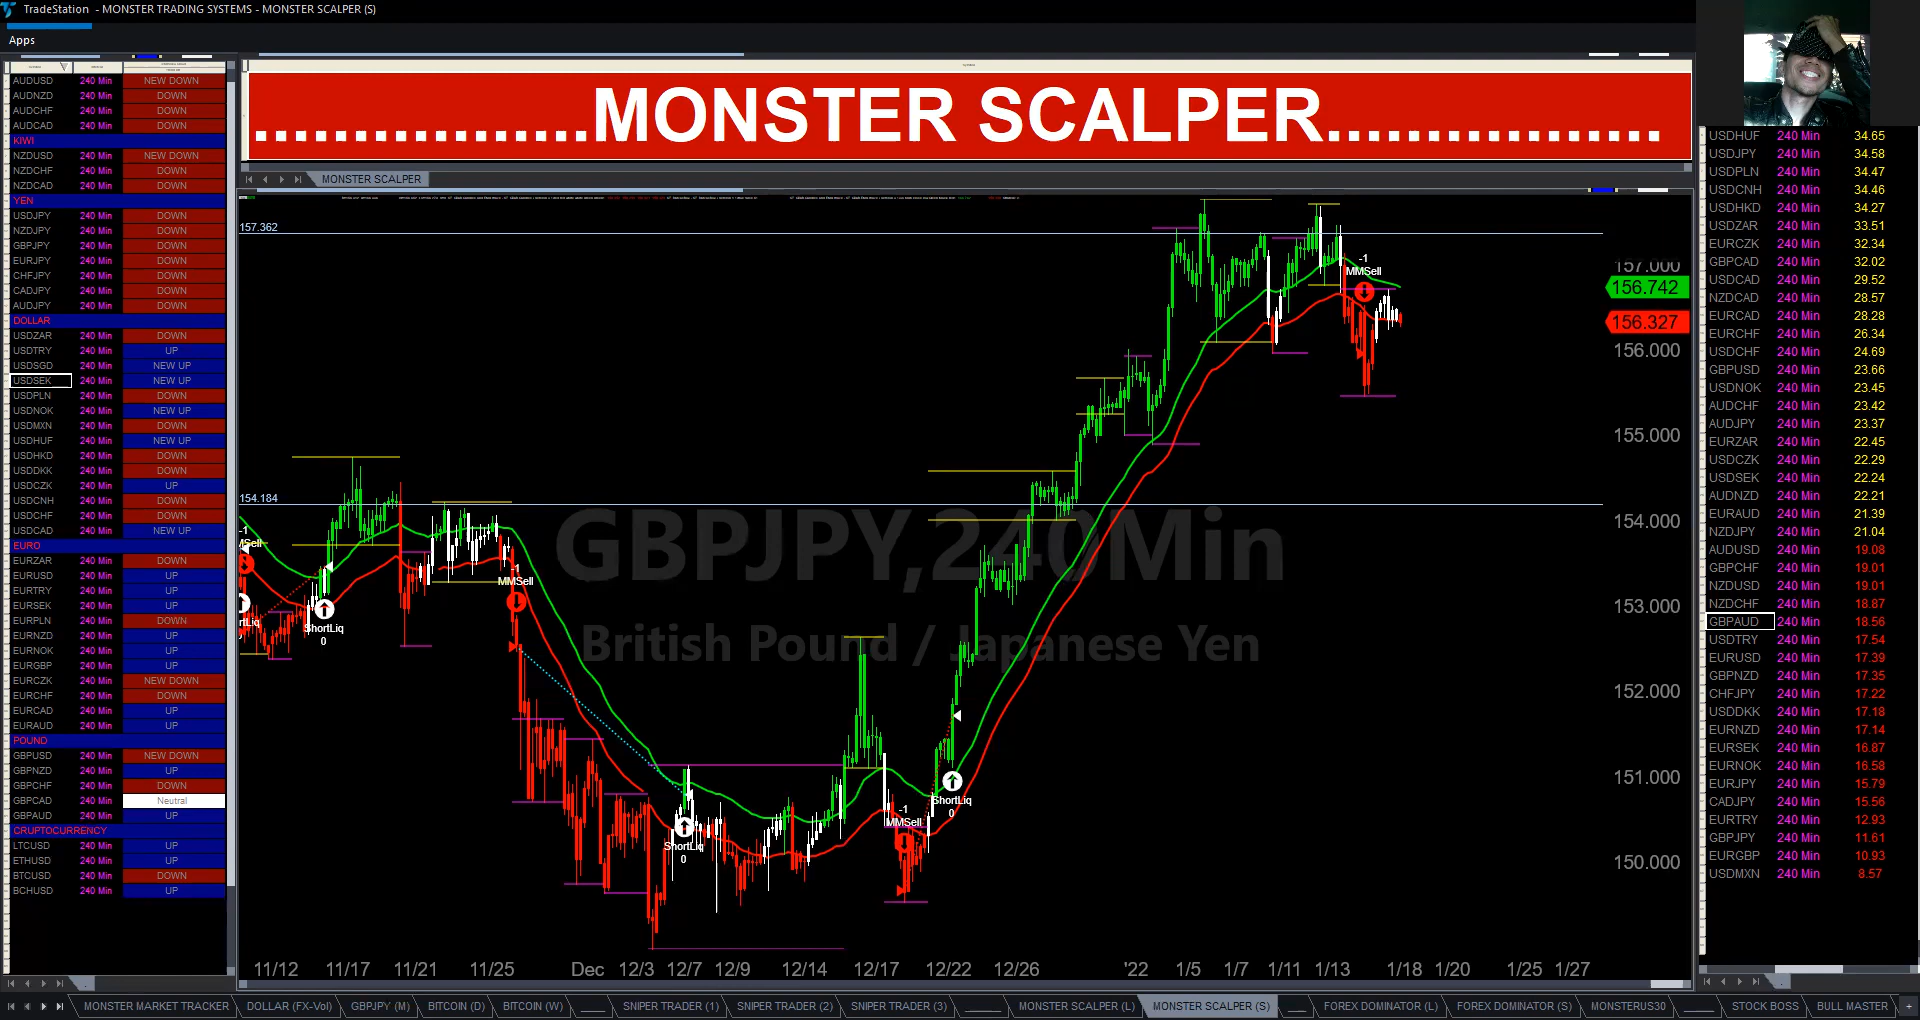 TradeStation - MONSTER TRADING SYSTEMS - MONSTER SCALPER (S)
Apps
AUDUSD 240 Min NEW DOWN
AUDNZD 240 Min DOWN
AUDCHF 240 Min DOWN
AUDCAD 240 Min DOWN
KIWI
NZDUSD 240 Min NEW DOWN
NZDCHF 240 Min DOWN
NZDCAD 240 Min DOWN
YEN
USDJPY 240 Min DOWN
NZDJPY 240 Min DOWN
GBPJPY 240 Min DOWN
EURJPY 240 Min DOWN
CHFJPY 240 Min DOWN
CADJPY 240 Min DOWN
AUDJPY 240 Min DOWN
DOLLAR
USDZAR 240 Min DOWN
USDTRY 240 Min UP
USDSGD 240 Min NEW UP
USDSEK 240 Min NEW UP
USDPLN 240 Min DOWN
USDNOK 240 Min NEW UP
USDMXN 240 Min DOWN
USDHUF 240 Min NEW UP
USDHKD 240 Min DOWN
USDDKK 240 Min DOWN
USDCZK 240 Min UP
USDCNH 240 Min DOWN
USDCHF 240 Min DOWN
USDCAD 240 Min NEW UP
EURO
EURZAR 240 Min DOWN
EURUSD 240 Min UP
EURTRY 240 Min UP
EURSEK 240 Min UP
EURPLN 240 Min DOWN
EURNZD 240 Min UP
EURNOK 240 Min UP
EURGBP 240 Min UP
EURCZK 240 Min NEW DOWN
EURCHF 240 Min DOWN
EURCAD 240 Min UP
EURAUD 240 Min UP
POUND
GBPUSD 240 Min NEW DOWN
GBPNZD 240 Min UP
GBPCHF 240 Min DOWN
GBPCAD 240 Min Neutral
GBPAUD 240 Min UP
CRUPTOCURRENCY
LTCUSD 240 Min UP
ETHUSD 240 Min UP
BTCUSD 240 Min DOWN
BCHUSD 240 Min UP
.................MONSTER SCALPER.................
MONSTER SCALPER
157.362
154.184
GBPJPY,240Min
British Pound / Japanese Yen
-1
MMSell
ShortLiq
0
-1
MMSell
ShortLiq
0
-1
MMSell
ShortLiq
0
-1
MMSell
157.000
156.742
156.327
156.000
155.000
154.000
153.000
152.000
151.000
150.000
11/12 11/17 11/21 11/25 Dec 12/3 12/7 12/9 12/14 12/17 12/22 12/26 '22 1/5 1/7 1/11 1/13 1/18 1/20 1/25 1/27
USDHUF 240 Min 34.65
USDJPY 240 Min 34.58
USDPLN 240 Min 34.47
USDCNH 240 Min 34.46
USDHKD 240 Min 34.27
USDZAR 240 Min 33.51
EURCZK 240 Min 32.34
GBPCAD 240 Min 32.02
USDCAD 240 Min 29.52
NZDCAD 240 Min 28.57
EURCAD 240 Min 28.28
EURCHF 240 Min 26.34
USDCHF 240 Min 24.69
GBPUSD 240 Min 23.66
USDNOK 240 Min 23.45
AUDCHF 240 Min 23.42
AUDJPY 240 Min 23.37
EURZAR 240 Min 22.45
USDCZK 240 Min 22.29
USDSEK 240 Min 22.24
AUDNZD 240 Min 22.21
EURAUD 240 Min 21.39
NZDJPY 240 Min 21.04
AUDUSD 240 Min 19.08
GBPCHF 240 Min 19.01
NZDUSD 240 Min 19.01
NZDCHF 240 Min 18.87
GBPAUD 240 Min 18.56
USDTRY 240 Min 17.54
EURUSD 240 Min 17.39
GBPNZD 240 Min 17.35
CHFJPY 240 Min 17.22
USDDKK 240 Min 17.18
EURNZD 240 Min 17.14
EURSEK 240 Min 16.87
EURNOK 240 Min 16.58
EURJPY 240 Min 15.79
CADJPY 240 Min 15.56
EURTRY 240 Min 12.93
GBPJPY 240 Min 11.61
EURGBP 240 Min 10.93
USDMXN 240 Min 8.57
MONSTER MARKET TRACKER DOLLAR (FX-Vol) GBPJPY (M) BITCOIN (D) BITCOIN (W) ____ SNIPER TRADER (1) SNIPER TRADER (2) SNIPER TRADER (3) ______ MONSTER SCALPER (L) MONSTER SCALPER (S) ___ FOREX DOMINATOR (L) FOREX DOMINATOR (S) MONSTERUS30 _____ STOCK BOSS BULL MASTER +